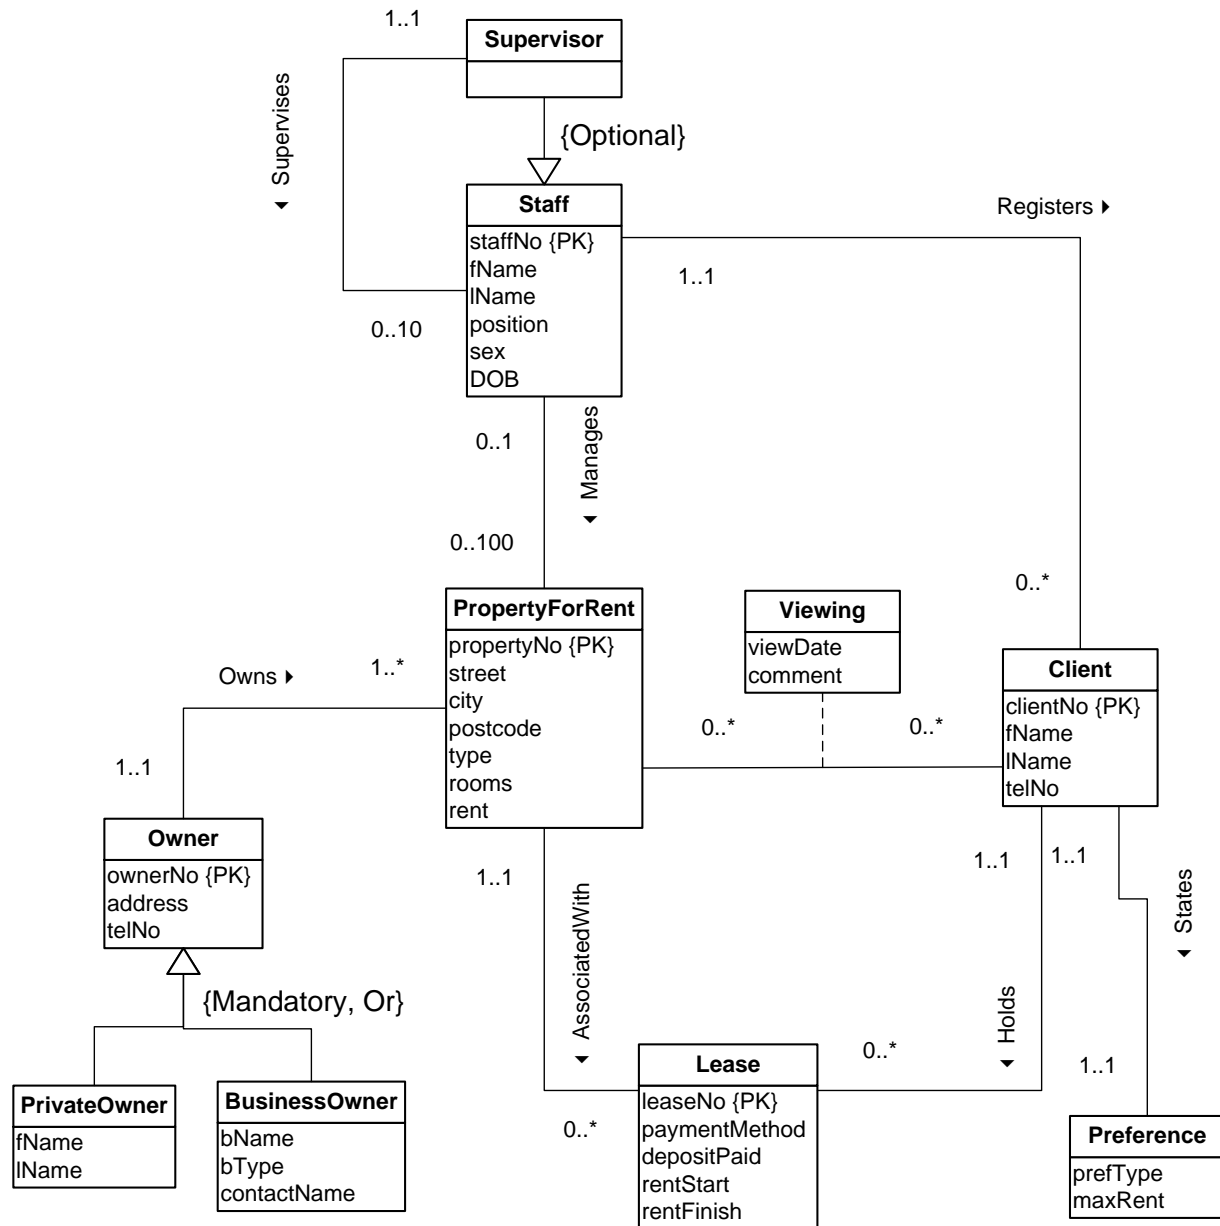 1..1
Supervisor
Supervises
{Optional}
Staff
staffNo {PK}
fName
lName
position
sex
DOB
Registers
1..1
0..10
0..1
Manages
0..100
0..*
PropertyForRent
propertyNo {PK}
street
city
postcode
type
rooms
rent
Viewing
viewDate
comment
Client
clientNo {PK}
fName
lName
telNo
Owns
1..*
0..*
0..*
1..1
Owner
ownerNo {PK}
address
telNo
1..1
1..1
1..1
AssociatedWith
Holds
States
{Mandatory, Or}
PrivateOwner
fName
lName
BusinessOwner
bName
bType
contactName
0..*
Lease
leaseNo {PK}
paymentMethod
depositPaid
rentStart
rentFinish
0..*
1..1
Preference
prefType
maxRent